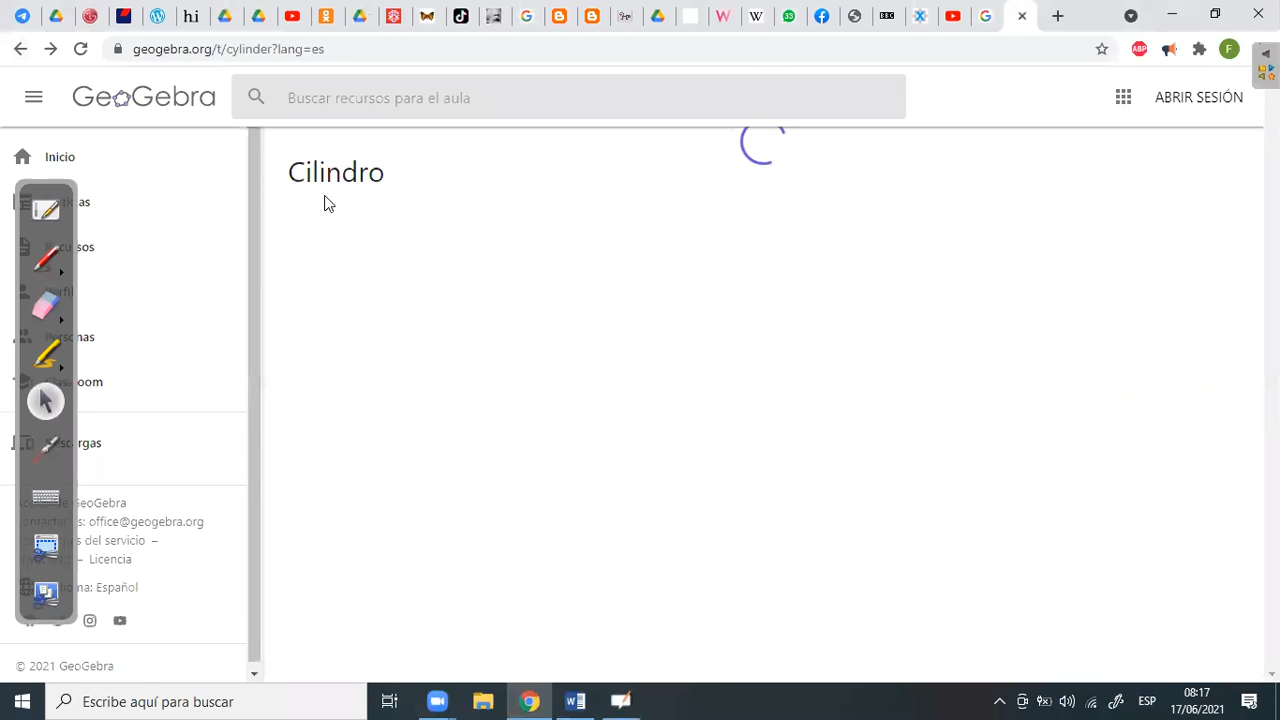 geogebra.org/t/cylinder?lang=es
ABP
F
GeoGebra
Buscar recursos para el aula
ABRIR SESIÓN
Inicio
Cilindro
© 2021 GeoGebra
GeoGebra
office@geogebra.org
del servicio –
– Licencia
Español
Escribe aquí para buscar
ESP
08:17
17/06/2021